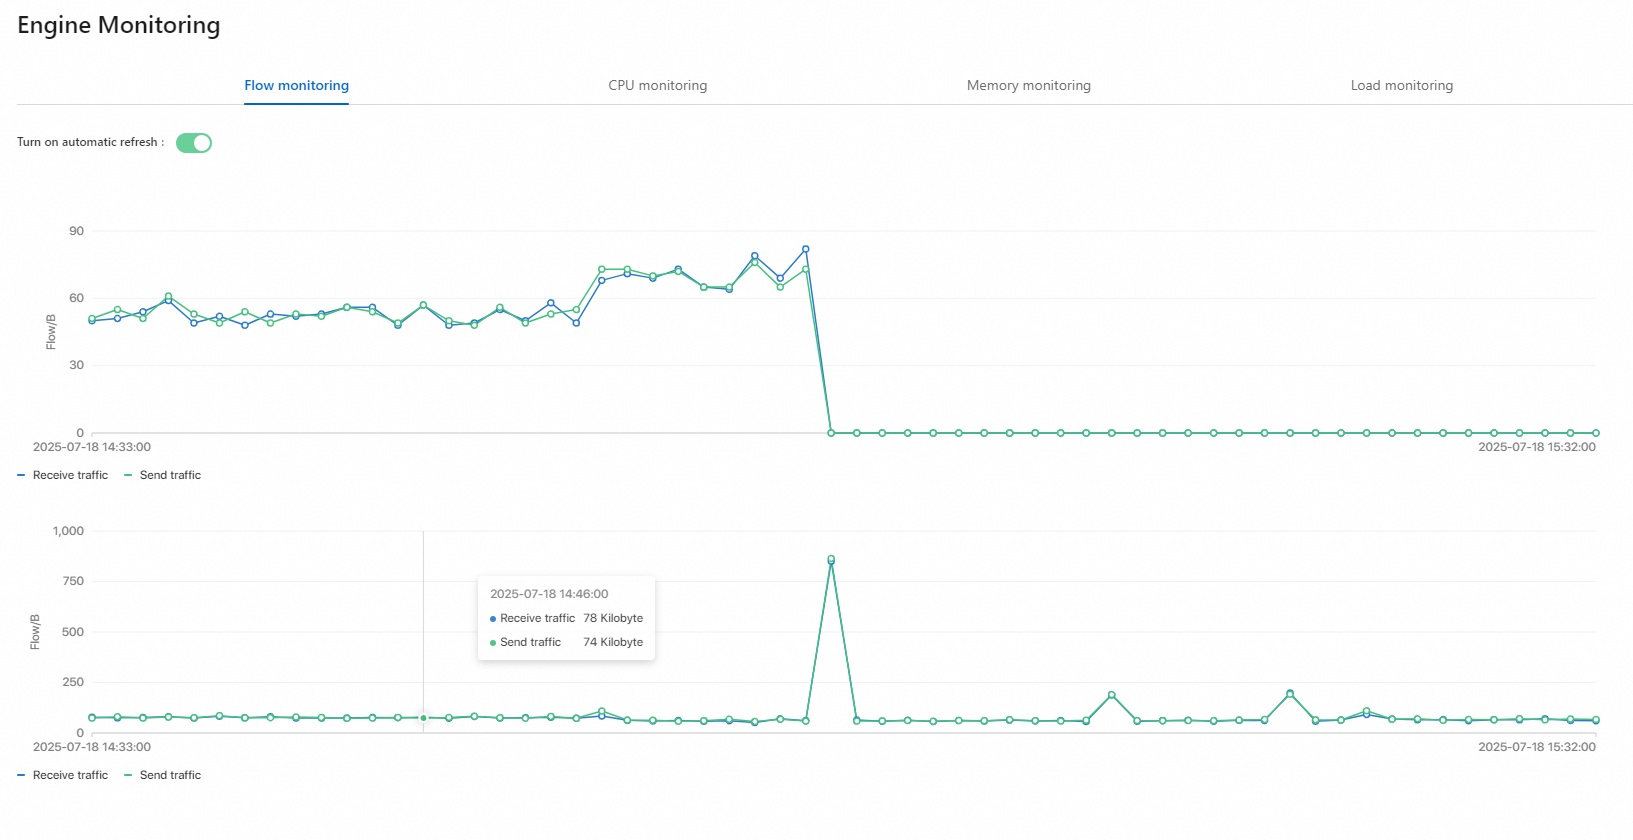 Engine Monitoring
Flow monitoring CPU monitoring Memory monitoring Load monitoring
Turn on automatic refresh :
90
60
30
0
Flow/B
2025-07-18 14:33:00 2025-07-18 15:32:00
Receive traffic Send traffic
1,000
750
500
250
0
Flow/B
2025-07-18 14:46:00
Receive traffic 78 Kilobyte
Send traffic 74 Kilobyte
2025-07-18 14:33:00 2025-07-18 15:32:00
Receive traffic Send traffic